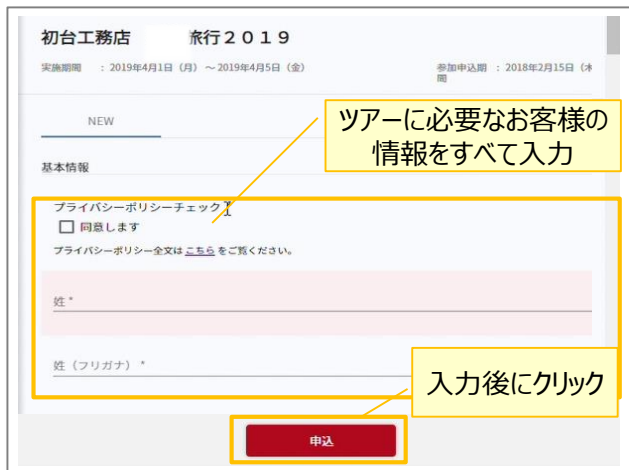 初台工務店 旅行2019
実施期間 : 2019年4月1日(月)~2019年4月5日(金)
参加申込期間 : 2018年2月15日(木
NEW
ツアーに必要なお客様の
情報をすべて入力
基本情報
プライバシーポリシーチェック
同意します
プライバシーポリシー全文はこちらをご覧ください。
姓 *
姓(フリガナ) *
入力後にクリック
申込